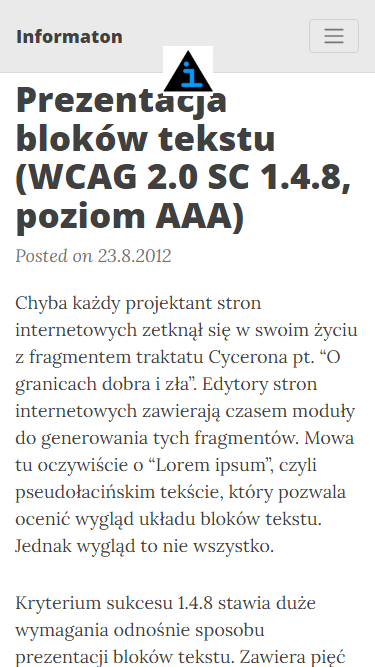 Informaton
Prezentacja
bloków tekstu
(WCAG 2.0 SC 1.4.8,
poziom AAA)
Posted on 23.8.2012
Chyba każdy projektant stron
internetowych zetknął się w swoim życiu
z fragmentem traktatu Cycerona pt. “O
granicach dobra i zła”. Edytory stron
internetowych zawierają czasem moduły
do generowania tych fragmentów. Mowa
tu oczywiście o “Lorem ipsum”, czyli
pseudołacińskim tekście, który pozwala
ocenić wygląd układu bloków tekstu.
Jednak wygląd to nie wszystko.
Kryterium sukcesu 1.4.8 stawia duże
wymagania odnośnie sposobu
prezentacji bloków tekstu. Zawiera pięć